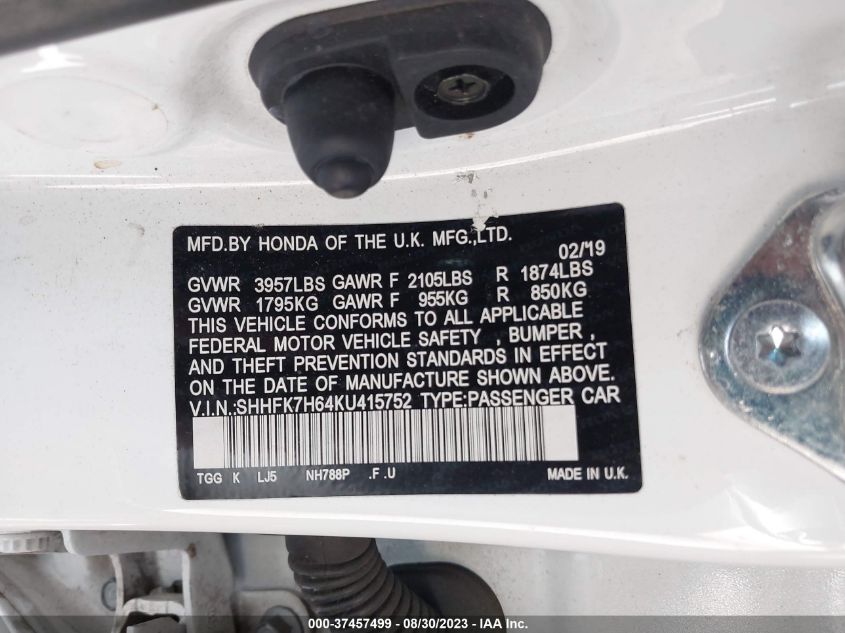 MFD.BY HONDA OF THE U.K. MFG.,LTD.
02/'19
GVWR 3957LBS GAWR F 2105LBS R 1874LBS
GVWR 1795KG GAWR F 955KG R 850KG
THIS VEHICLE CONFORMS TO ALL APPLICABLE
FEDERAL MOTOR VEHICLE SAFETY , BUMPER ,
AND THEFT PREVENTION STANDARDS IN EFFECT
ON THE DATE OF MANUFACTURE SHOWN ABOVE.
V.I.N.:SHHFK7H64KU415752 TYPE:PASSENGER CAR
TGG K LJ5 NH788P .F .U MADE IN U.K.
000-37457499 - 08/30/2023 - IAA Inc.